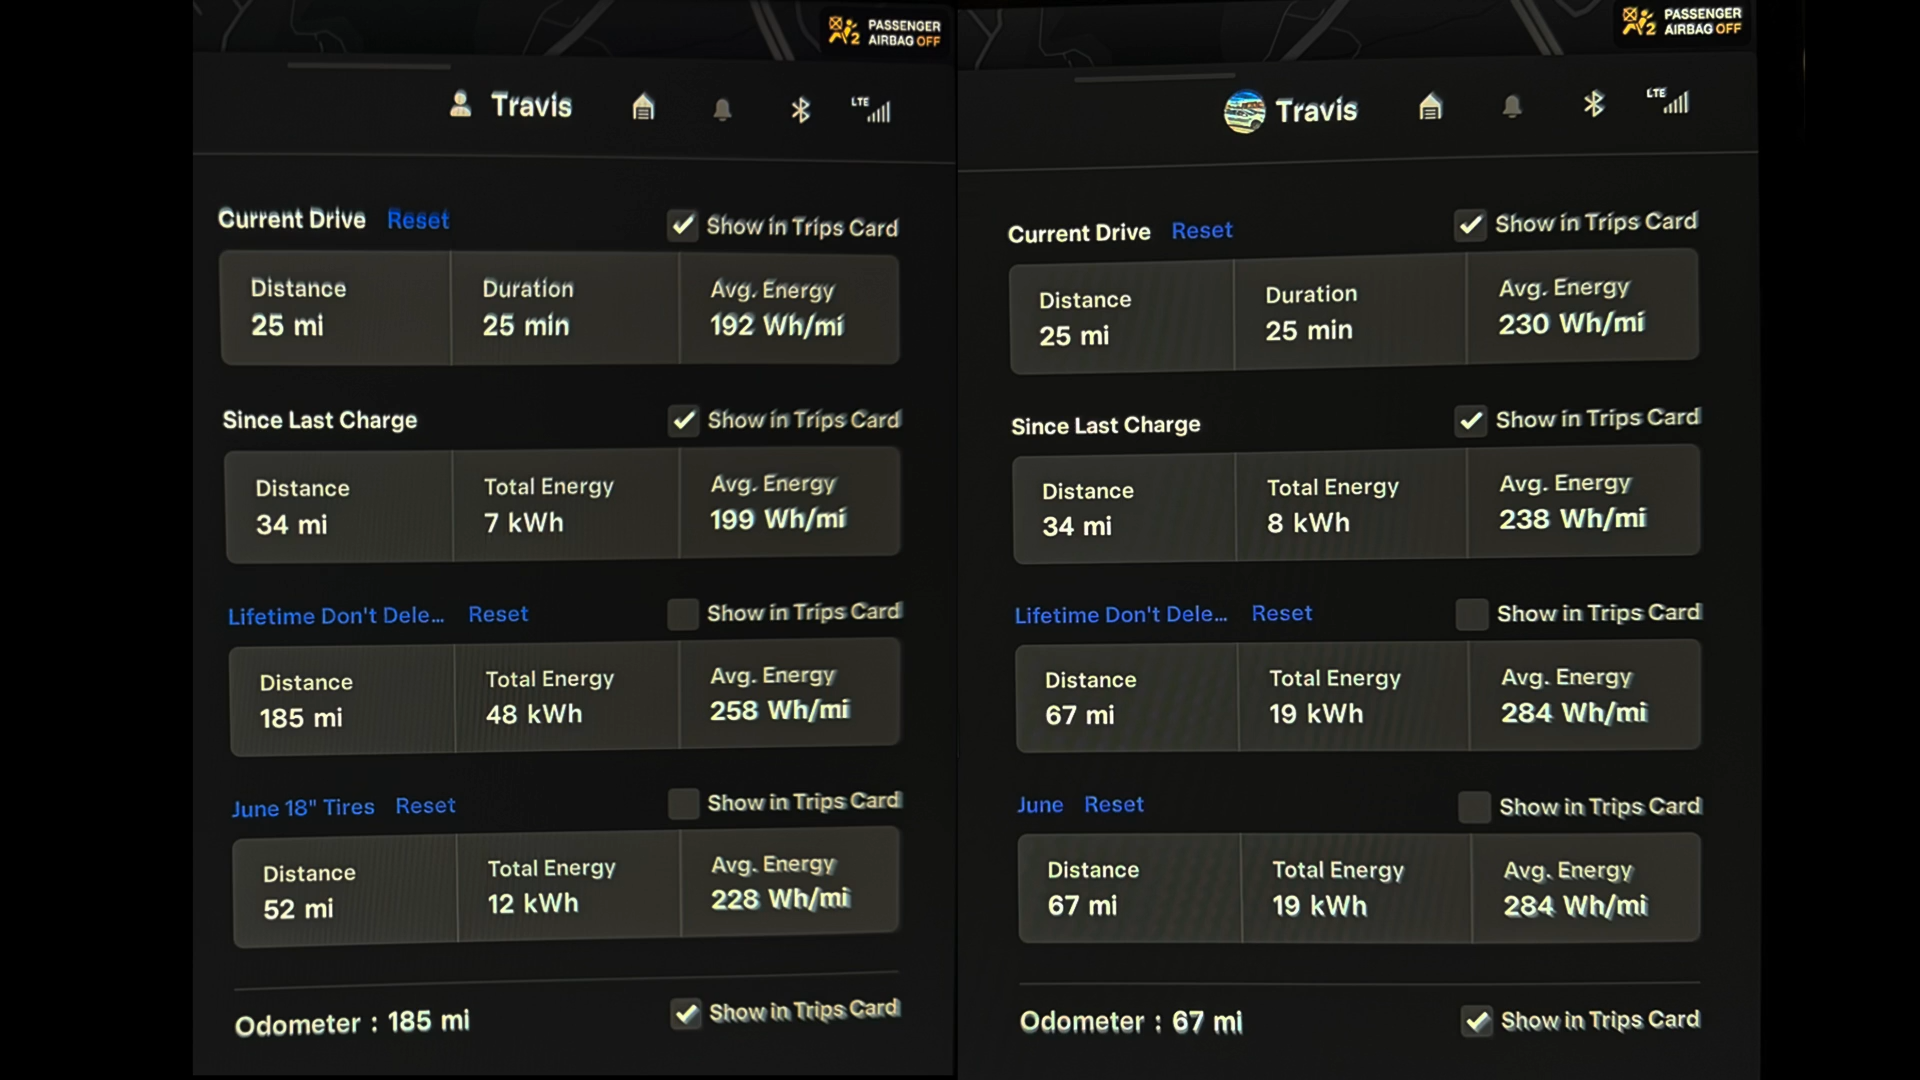 PASSENGER
AIRBAG OFF
2
Travis
LTE
Current Drive Reset
Show in Trips Card
Distance Duration Avg. Energy
25 mi 25 min 192 Wh/mi
Since Last Charge
Show in Trips Card
Distance Total Energy Avg. Energy
34 mi 7 kWh 199 Wh/mi
Lifetime Don't Dele... Reset
Show in Trips Card
Distance Total Energy Avg. Energy
185 mi 48 kWh 258 Wh/mi
June 18" Tires Reset
Show in Trips Card
Distance Total Energy Avg. Energy
52 mi 12 kWh 228 Wh/mi
Odometer : 185 mi
Show in Trips Card
PASSENGER
AIRBAG OFF
2
Travis
LTE
Current Drive Reset
Show in Trips Card
Distance Duration Avg. Energy
25 mi 25 min 230 Wh/mi
Since Last Charge
Show in Trips Card
Distance Total Energy Avg. Energy
34 mi 8 kWh 238 Wh/mi
Lifetime Don't Dele... Reset
Show in Trips Card
Distance Total Energy Avg. Energy
67 mi 19 kWh 284 Wh/mi
June Reset
Show in Trips Card
Distance Total Energy Avg. Energy
67 mi 19 kWh 284 Wh/mi
Odometer : 67 mi
Show in Trips Card